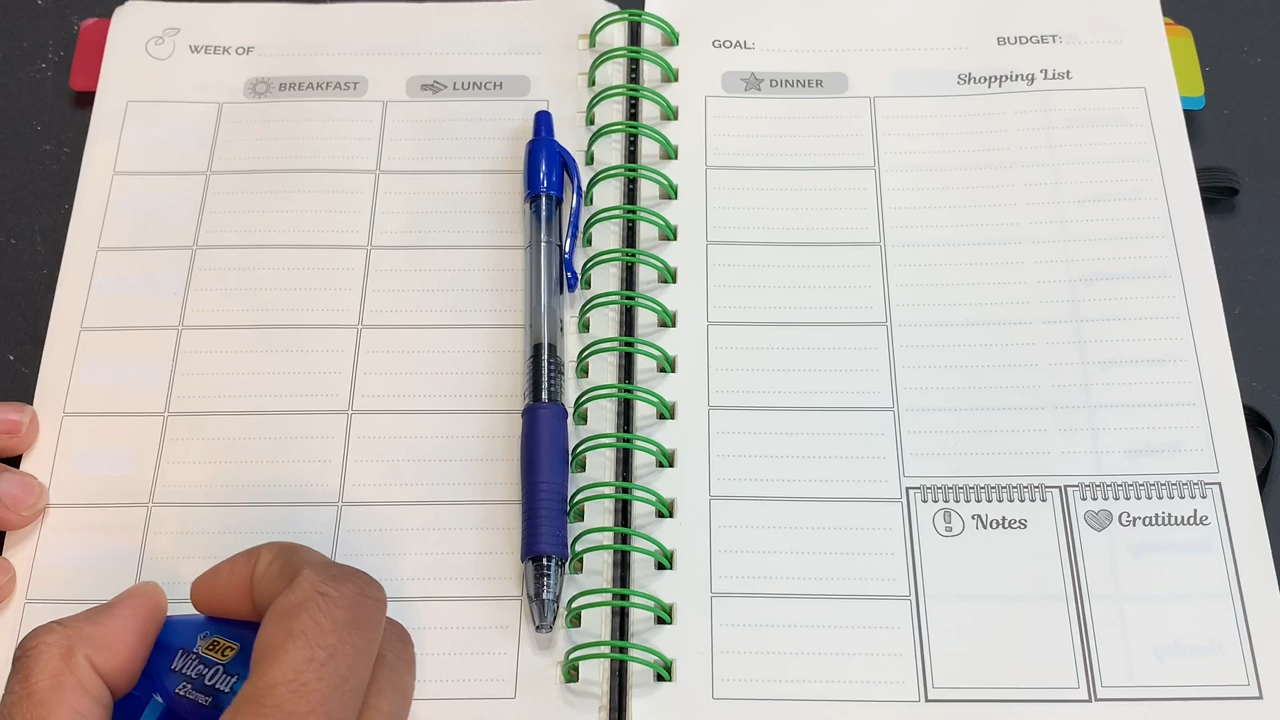 WEEK OF
BREAKFAST
LUNCH
GOAL:
BUDGET:
DINNER
Shopping List
Notes
Gratitude
BIC
Wite·Out
EZcorrect